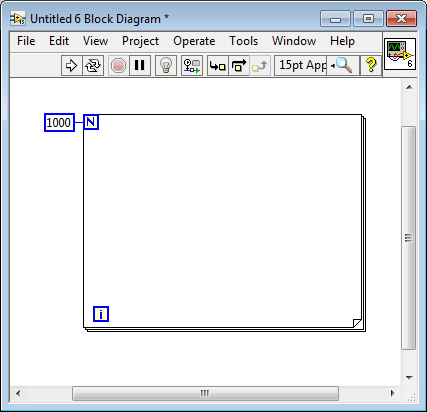 Untitled 6 Block Diagram *
File Edit View Project Operate Tools Window Help
15pt App
?
6
1000 N
i